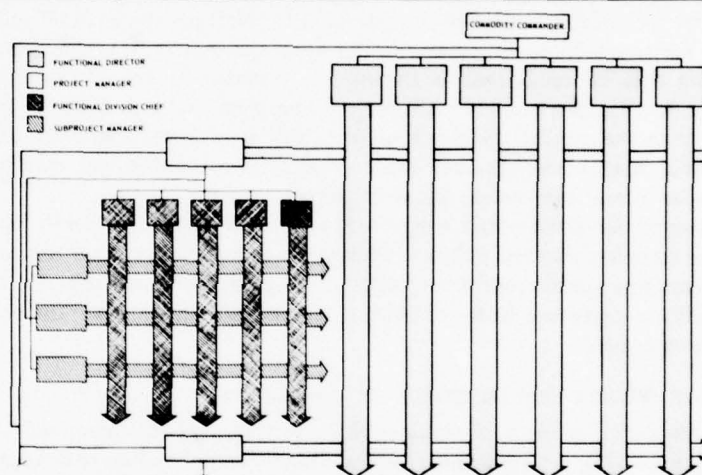 COMMODITY COMMANDER
FUNCTIONAL DIRECTOR
PROJECT MANAGER
FUNCTIONAL DIVISION CHIEF
SUBPROJECT MANAGER